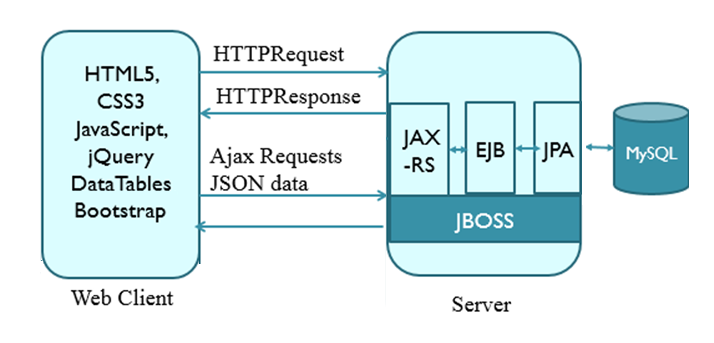 HTML5,
CSS3
JavaScript,
jQuery
DataTables
Bootstrap
Web Client
HTTPRequest
HTTPResponse
Ajax Requests
JSON data
JAX
-RS
EJB
JPA
JBOSS
Server
MySQL